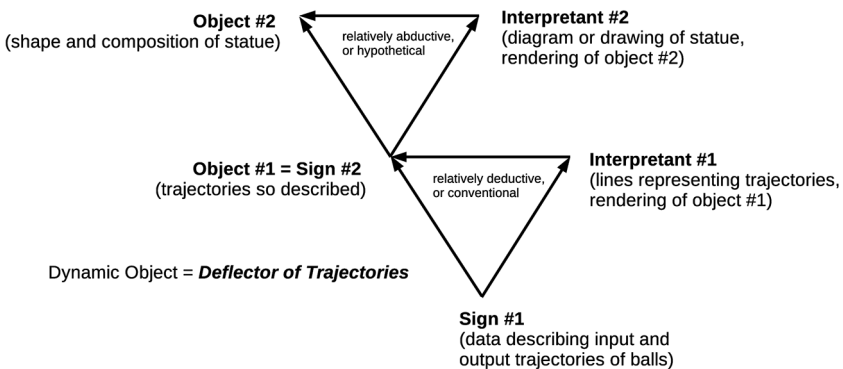 Object #2
(shape and composition of statue)
relatively abductive,
or hypothetical
Interpretant #2
(diagram or drawing of statue,
rendering of object #2)
Object #1 = Sign #2
(trajectories so described)
relatively deductive,
or conventional
Interpretant #1
(lines representing trajectories,
rendering of object #1)
Dynamic Object = Deflector of Trajectories
Sign #1
(data describing input and
output trajectories of balls)